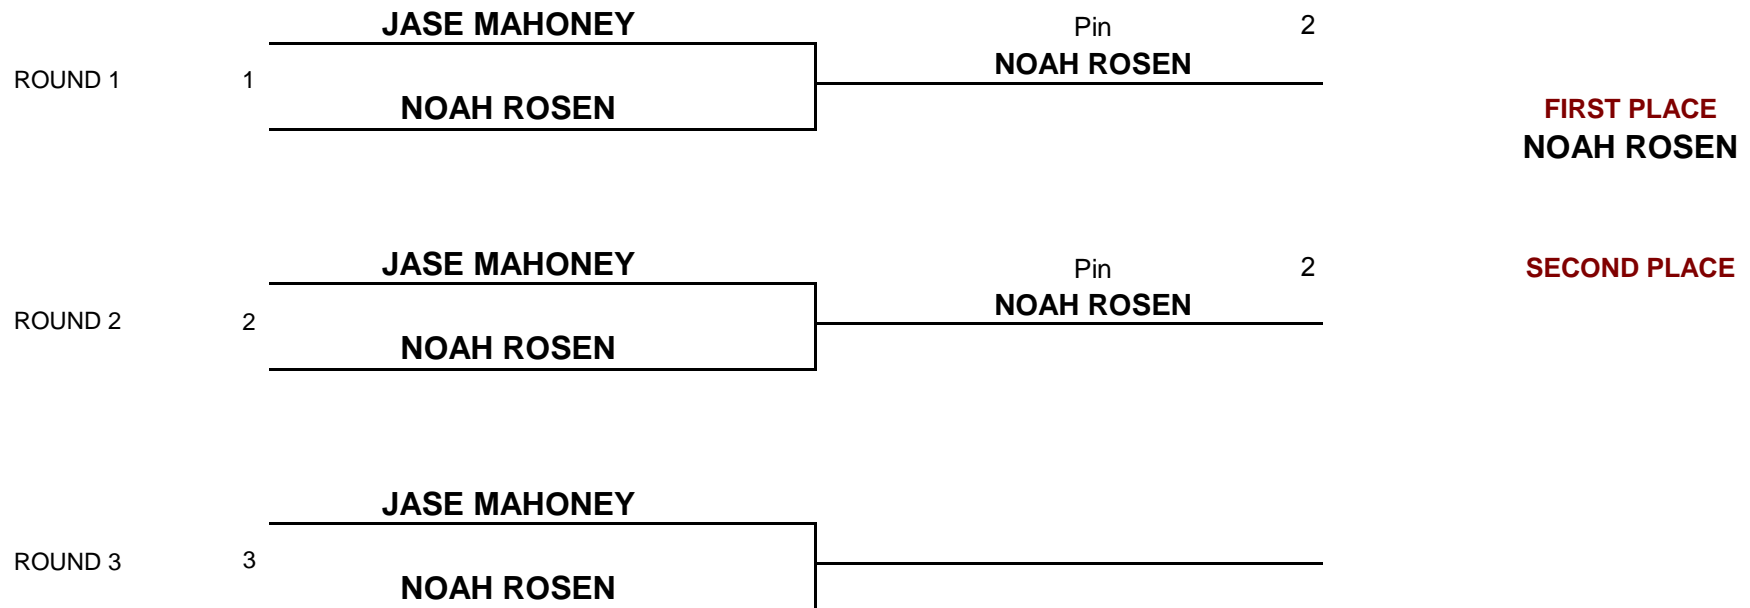 JASE MAHONEY
Pin 2
NOAH ROSEN
ROUND 1 1
NOAH ROSEN
FIRST PLACE
NOAH ROSEN
JASE MAHONEY
Pin 2
SECOND PLACE
NOAH ROSEN
ROUND 2 2
NOAH ROSEN
JASE MAHONEY
ROUND 3 3
NOAH ROSEN